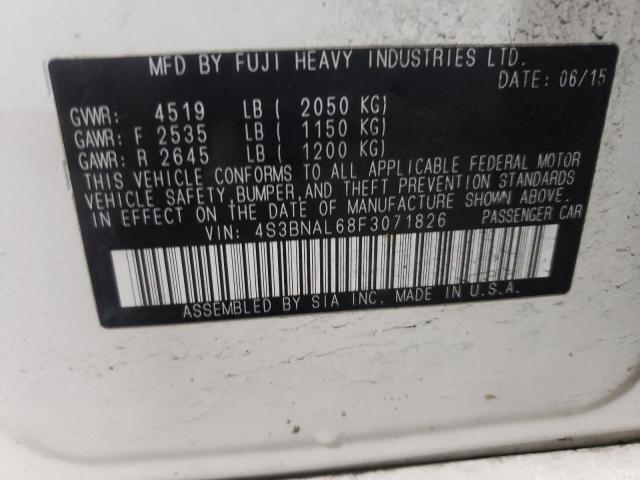 MFD BY FUJI HEAVY INDUSTRIES LTD.
DATE: 06/15
GVWR: 4519 LB ( 2050 KG)
GAWR: F 2535 LB ( 1150 KG)
GAWR: R 2645 LB ( 1200 KG)
THIS VEHICLE CONFORMS TO ALL APPLICABLE FEDERAL MOTOR
VEHICLE SAFETY, BUMPER, AND THEFT PREVENTION STANDARDS
IN EFFECT ON THE DATE OF MANUFACTURE SHOWN ABOVE.
VIN: 4S3BNAL68F3071826 PASSENGER CAR
ASSEMBLED BY SIA INC. MADE IN U.S.A.